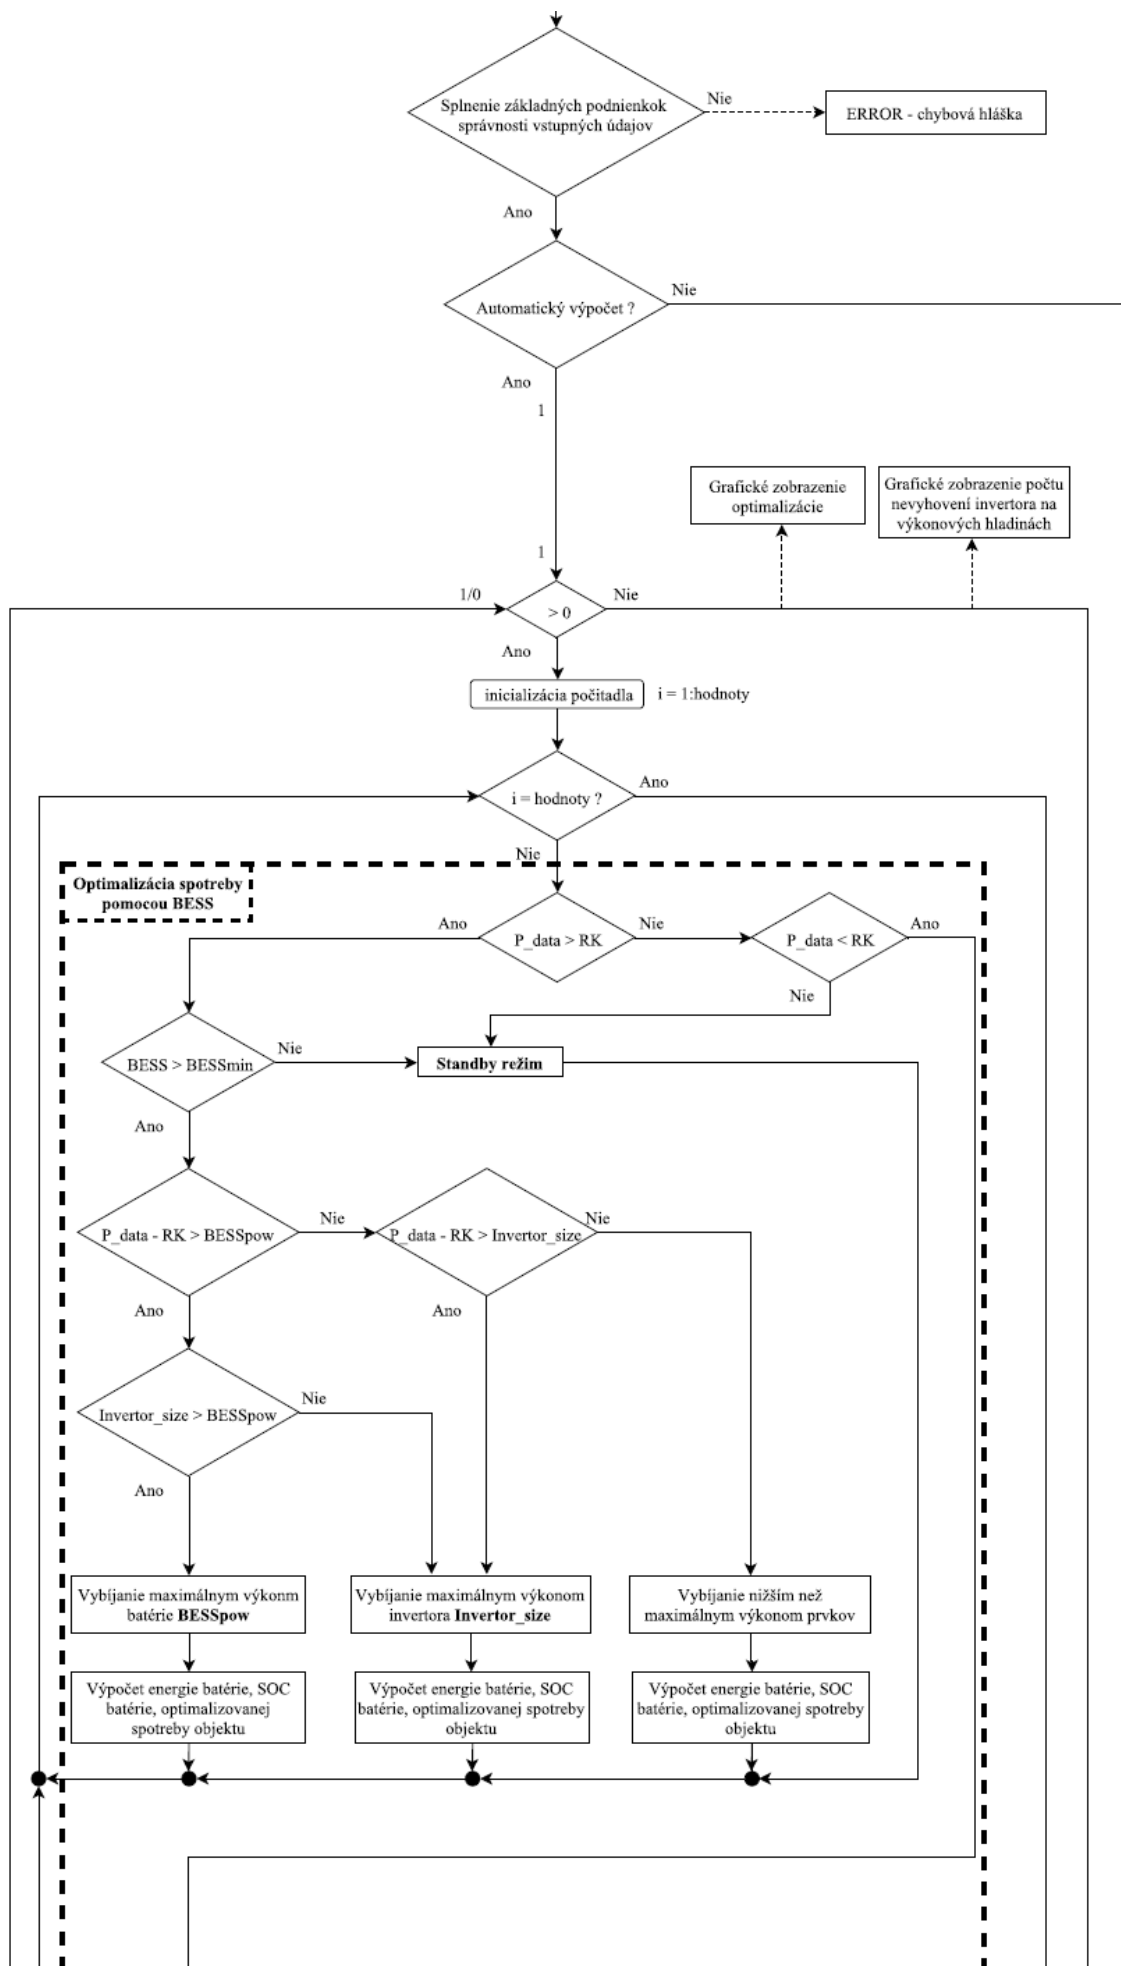 Splnenie základných podnienkok
správnosti vstupných údajov
Nie
ERROR - chybová hláška
Ano
Automatický výpočet ?
Nie
Ano
1
Grafické zobrazenie
optimalizácie
Grafické zobrazenie počtu
nevyhovení invertora na
výkonových hladinách
1
1/0
> 0
Nie
Ano
inicializácia počitadla
i = 1:hodnoty
i = hodnoty ?
Ano
Nie
Optimalizácia spotreby
pomocou BESS
Ano
P_data > RK
Nie
P_data < RK
Ano
Nie
BESS > BESSmin
Nie
Standby režim
Ano
P_data - RK > BESSpow
Nie
P_data - RK > Invertor_size
Nie
Ano
Ano
Invertor_size > BESSpow
Nie
Ano
Vybíjanie maximálnym výkonm
batérie BESSpow
Vybíjanie maximálnym výkonom
invertora Invertor_size
Vybíjanie nižším než
maximálnym výkonom prvkov
Výpočet energie batérie, SOC
batérie, optimalizovanej
spotreby objektu
Výpočet energie batérie, SOC
batérie, optimalizovanej spotreby
objektu
Výpočet energie batérie, SOC
batérie, optimalizovanej spotreby
objektu